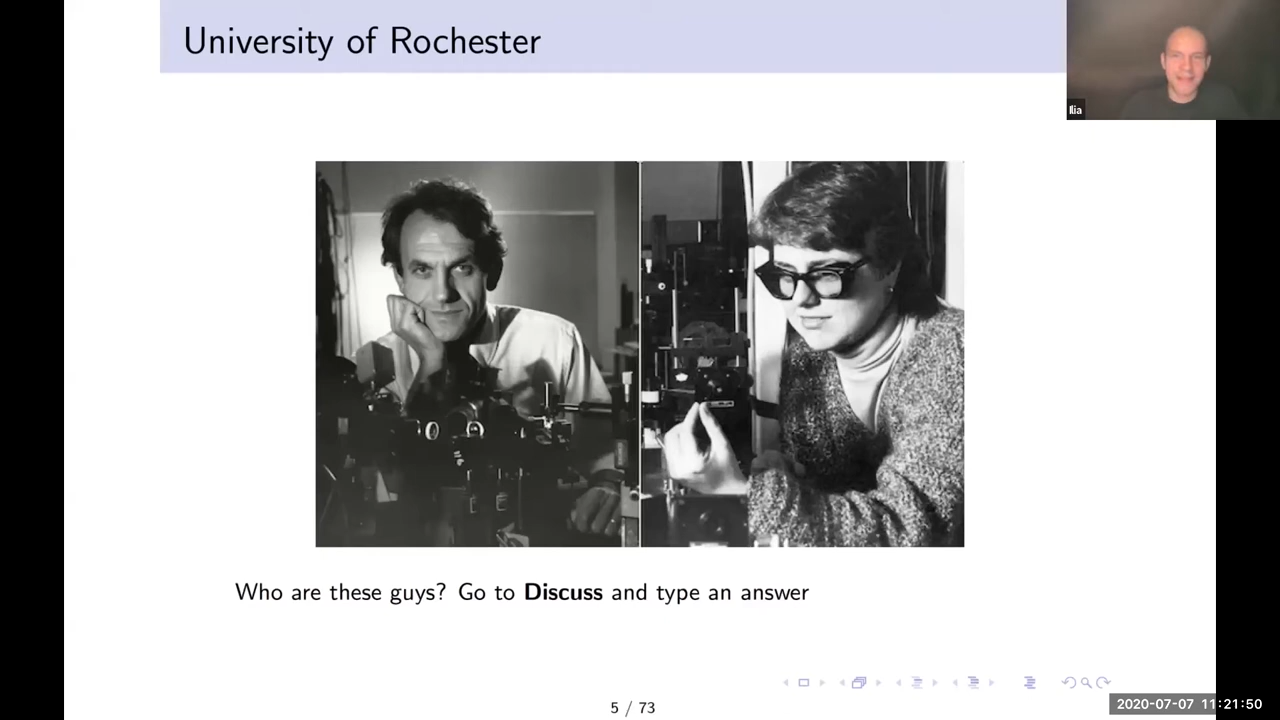 University of Rochester
Ilia
Who are these guys? Go to Discuss and type an answer
5 / 73
2020-07-07 11:21:50